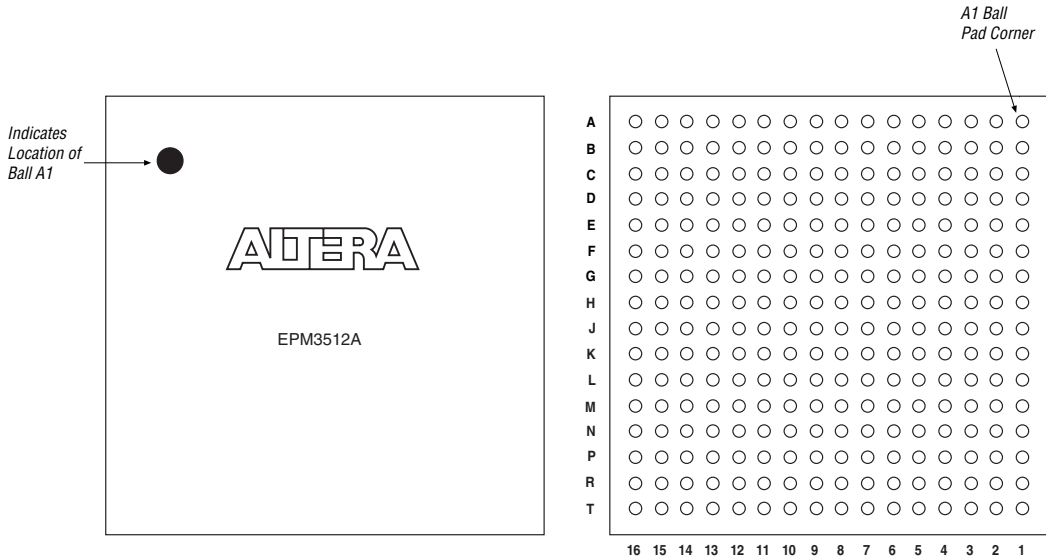 A1 Ball
Pad Corner
Indicates
Location of
Ball A1
ALTERA
EPM3512A
A
B
C
D
E
F
G
H
J
K
L
M
N
P
R
T
16 15 14 13 12 11 10 9 8 7 6 5 4 3 2 1